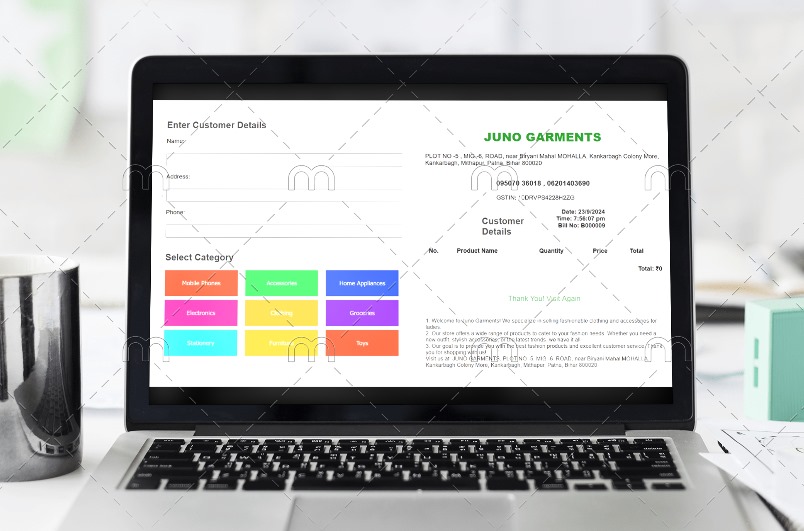 Enter Customer Details
Name:
Address:
Phone:
Select Category
Mobile Phones
Accessories
Home Appliances
Electronics
Clothing
Groceries
Stationery
Furniture
Toys
JUNO GARMENTS
PLOT NO -5 , MIG-6, ROAD, near Biryani Mahal MOHALLA, Kankarbagh Colony More,
Kankarbagh, Mithapur, Patna, Bihar 800020
095070 36018 , 06201403690
GSTIN: 10DRVPS4228H2ZG
Customer
Details
Date: 23/9/2024
Time: 7:56:07 pm
Bill No: B000009
No. Product Name Quantity Price Total
Total: ₹0
Thank You! Visit Again
1. Welcome to Juno Garments! We specialize in selling fashionable clothing and accessories for
ladies.
2. Our store offers a wide range of products to cater to your fashion needs. Whether you need a
new outfit, stylish accessories, or the latest trends, we have it all!
3. Our goal is to provide you with the best fashion products and excellent customer service. Thank
you for shopping with us!
Visit us at: JUNO GARMENTS, PLOT NO -5, MIG-6, ROAD, near Biryani Mahal MOHALLA,
Kankarbagh Colony More, Kankarbagh, Mithapur, Patna, Bihar 800020